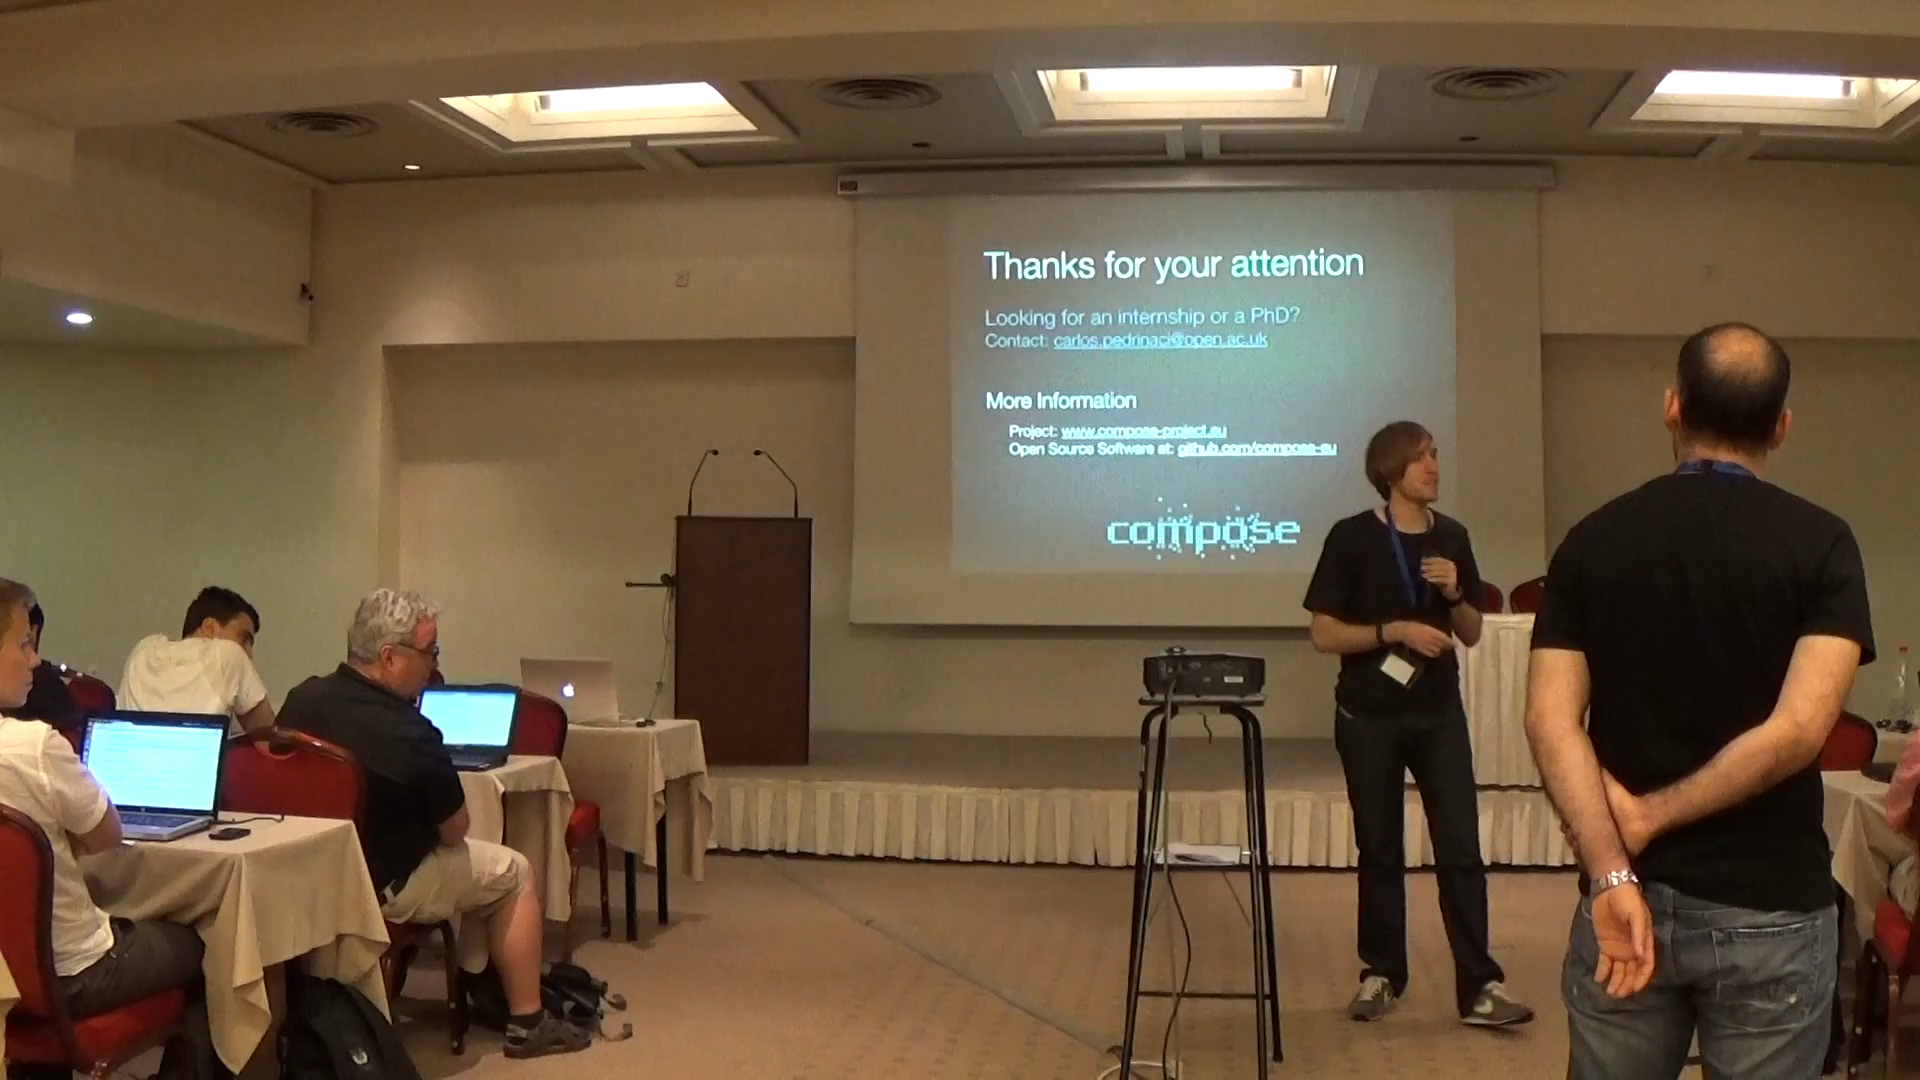 Thanks for your attention
Looking for an internship or a PhD?
Contact: carlos.pedrinaci@open.ac.uk
More Information
Project: www.compose-project.eu
Open Source Software at: github.com/compose-eu
compose